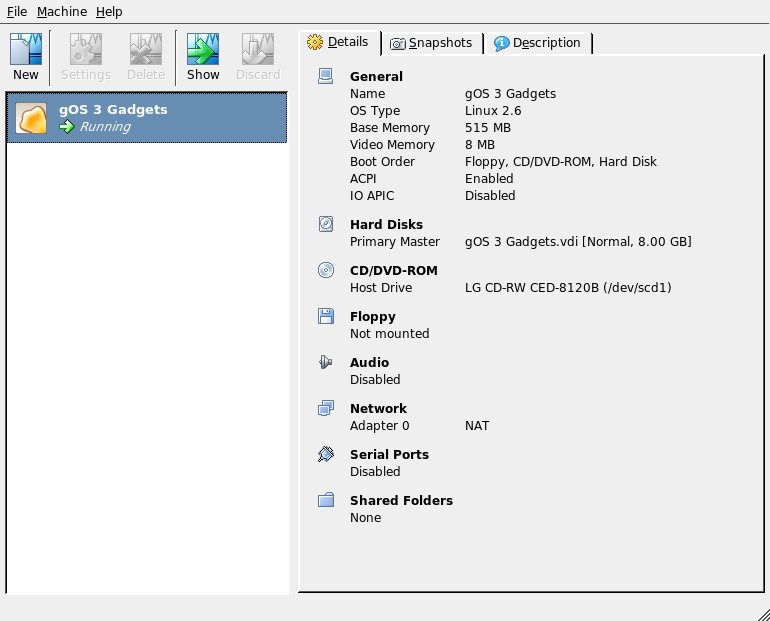 File Machine Help
New Settings Delete Show Discard
gOS 3 Gadgets
Running
Details Snapshots Description
General
Name gOS 3 Gadgets
OS Type Linux 2.6
Base Memory 515 MB
Video Memory 8 MB
Boot Order Floppy, CD/DVD-ROM, Hard Disk
ACPI Enabled
IO APIC Disabled
Hard Disks
Primary Master gOS 3 Gadgets.vdi [Normal, 8.00 GB]
CD/DVD-ROM
Host Drive LG CD-RW CED-8120B (/dev/scd1)
Floppy
Not mounted
Audio
Disabled
Network
Adapter 0 NAT
Serial Ports
Disabled
Shared Folders
None